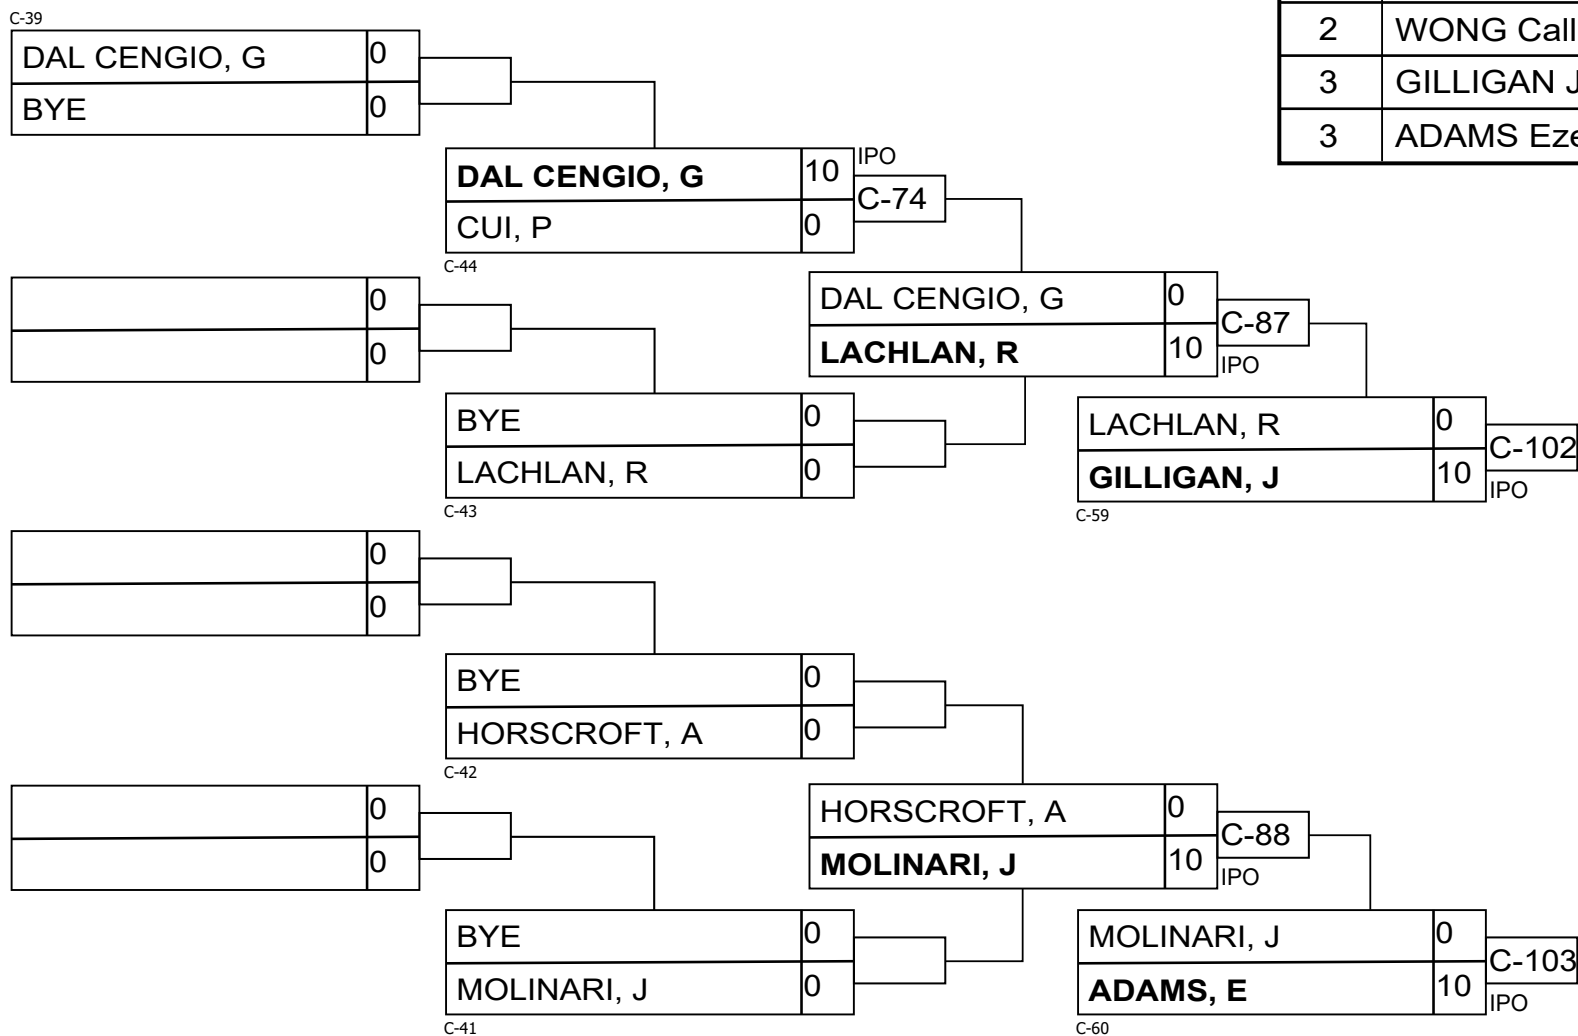 C-39
DAL CENGIO, G 0
BYE 0
2 WONG
3 GILLIGAN
3 ADAMS
DAL CENGIO, G 10 IPO
C-74
CUI, P 0
C-44
0
0
DAL CENGIO, G 0
C-87
LACHLAN, R 10 IPO
BYE 0
LACHLAN, R 0
C-43
LACHLAN, R 0
C-102
GILLIGAN, J 10 IPO
C-59
0
0
BYE 0
HORSCROFT, A 0
C-42
0
0
HORSCROFT, A 0
C-88
MOLINARI, J 10 IPO
BYE 0
MOLINARI, J 0
C-41
MOLINARI, J 0
C-103
ADAMS, E 10 IPO
C-60